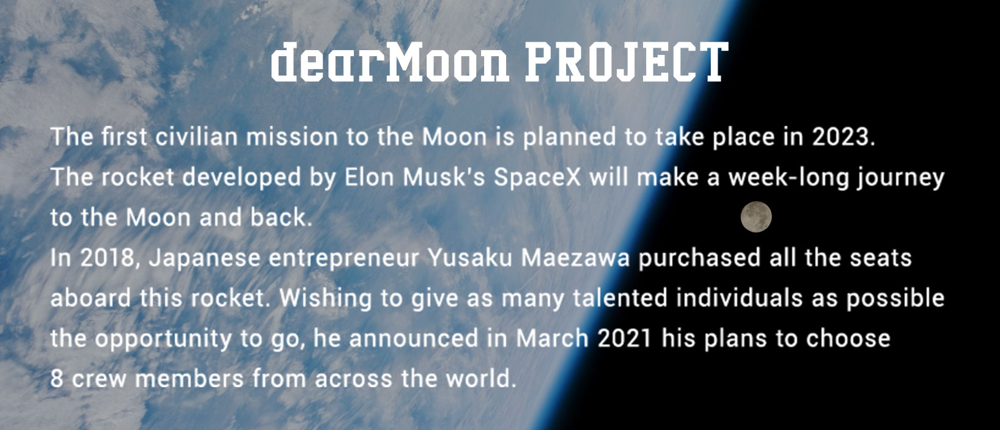 dearMoon PROJECT
The first civilian mission to the Moon is planned to take place in 2023.
The rocket developed by Elon Musk's SpaceX will make a week-long journey
to the Moon and back.
In 2018, Japanese entrepreneur Yusaku Maezawa purchased all the seats
aboard this rocket. Wishing to give as many talented individuals as possible
the opportunity to go, he announced in March 2021 his plans to choose
8 crew members from across the world.